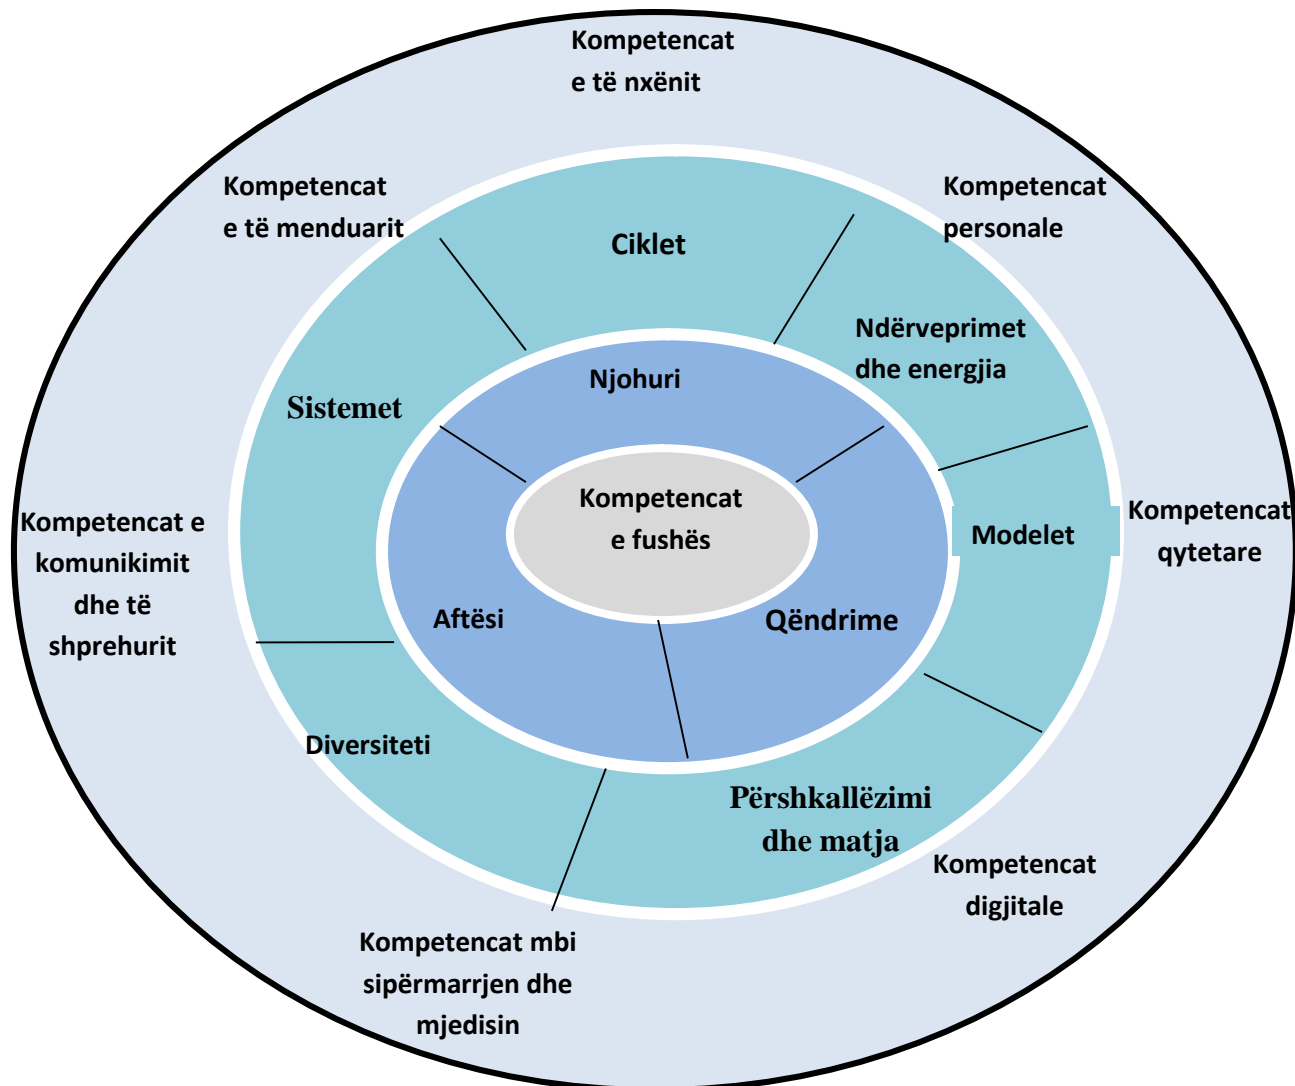 Kompetencat
e të nxënit
Kompetencat
e të menduarit
Kompetencat
personale
Ciklet
Ndërveprimet
dhe energjia
Njohuri
Sistemet
Kompetencat
e fushës
Modelet
Kompetencat
qytetare
Kompetencat e
komunikimit
dhe të
shprehurit
Aftësi
Qëndrime
Diversiteti
Përshkallëzimi
dhe matja
Kompetencat
digjitale
Kompetencat mbi
sipërmarrjen dhe
mjedisin